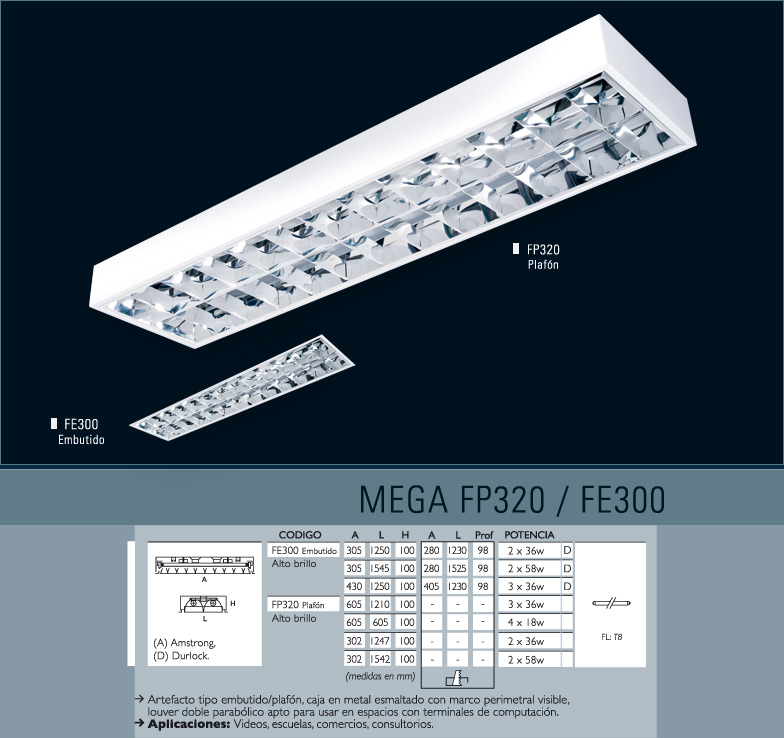 FP320
Plafón
FE300
Embutido
MEGA FP320 / FE300
CODIGO A L H A L Prof POTENCIA
FE300 Embutido 305 1250 100 280 1230 98 2 x 36w D
Alto brillo 305 1545 100 280 1525 98 2 x 58w D
430 1250 100 405 1230 98 3 x 36w D
FP320 Plafón 605 1210 100 - - - 3 x 36w
Alto brillo 605 605 100 - - - 4 x 18w
302 1247 100 - - - 2 x 36w
302 1542 100 - - - 2 x 58w
A
H
L
(A) Amstrong,
(D) Durlock.
FL: T8
(medidas en mm)
→ Artefacto tipo embutido/plafón, caja en metal esmaltado con marco perimetral visible,
louver doble parabólico apto para usar en espacios con terminales de computación.
→ Aplicaciones: Videos, escuelas, comercios, consultorios.